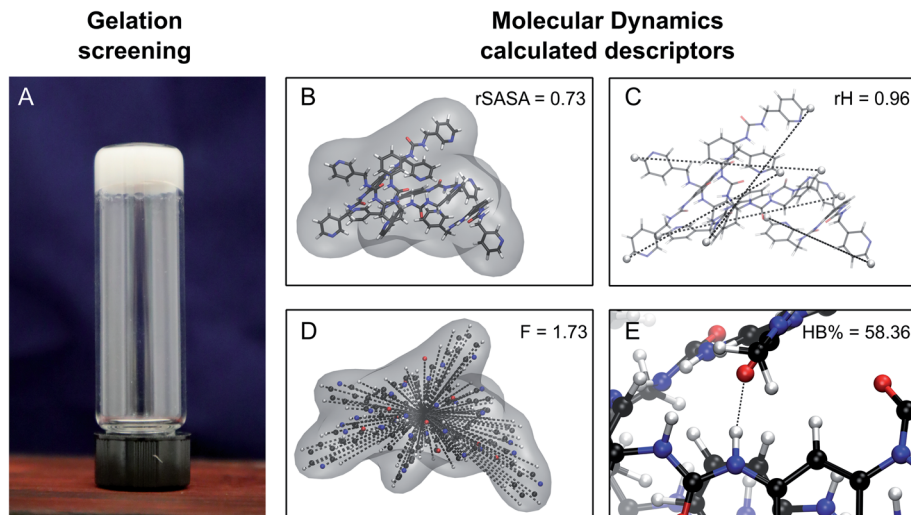 Gelation
screening
Molecular Dynamics
calculated descriptors
A
B
rSASA = 0.73
C
rH = 0.96
D
F = 1.73
E
HB% = 58.36